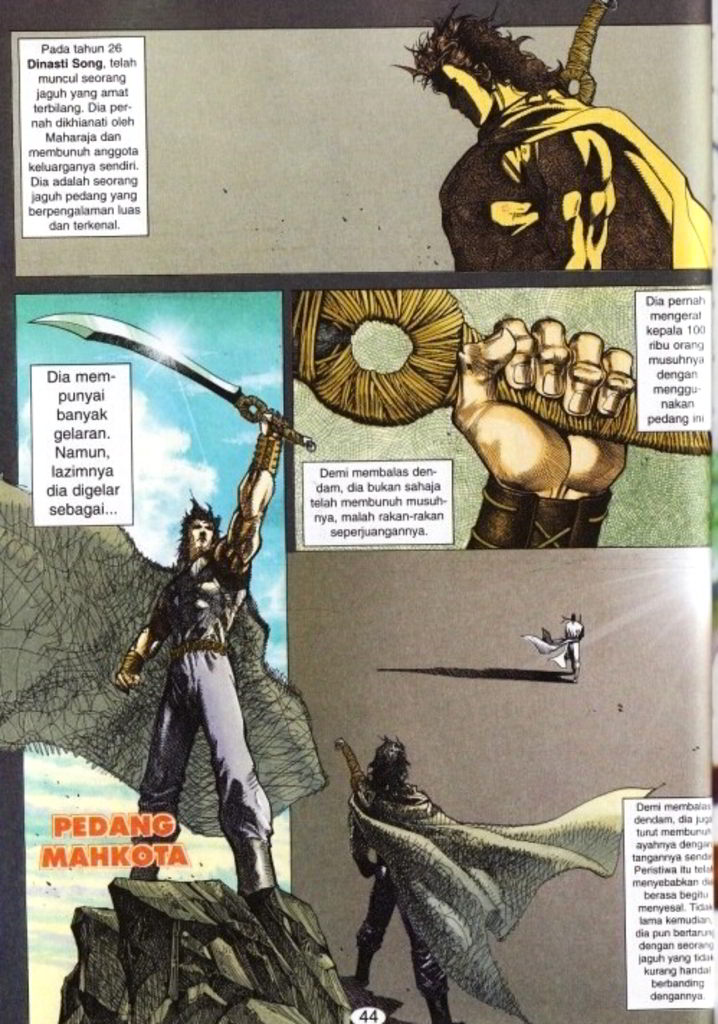 Pada tahun 26
Dinasti Song, telah
muncul seorang
jaguh yang amat
terbilang. Dia per-
nah dikhianati oleh
Maharaja dan
membunuh anggota
keluarganya sendiri.
Dia adalah seorang
jaguh pedang yang
berpengalaman luas
dan terkenal.
Dia pernah
mengerat
kepala 100
ribu orang
musuhnya
dengan
menggu-
nakan
pedang ini
Demi membalas den-
dam, dia bukan sahaja
telah membunuh musuh-
nya, malah rakan-rakan
seperjuangannya.
Dia mem-
punyai
banyak
gelaran.
Namun,
lazimnya
dia digelar
sebagai...
PEDANG
MAHKOTA
Demi membalas
dendam, dia juga
turut membunuh
ayahnya dengan
tangannya
Peristiwa itu
menyebabkan
berasa begitu
menyesal.
lama kemudian,
dia pun bertarung
dengan seorang
jaguh yang tidak
kurang handal
berbanding
dengannya.
44